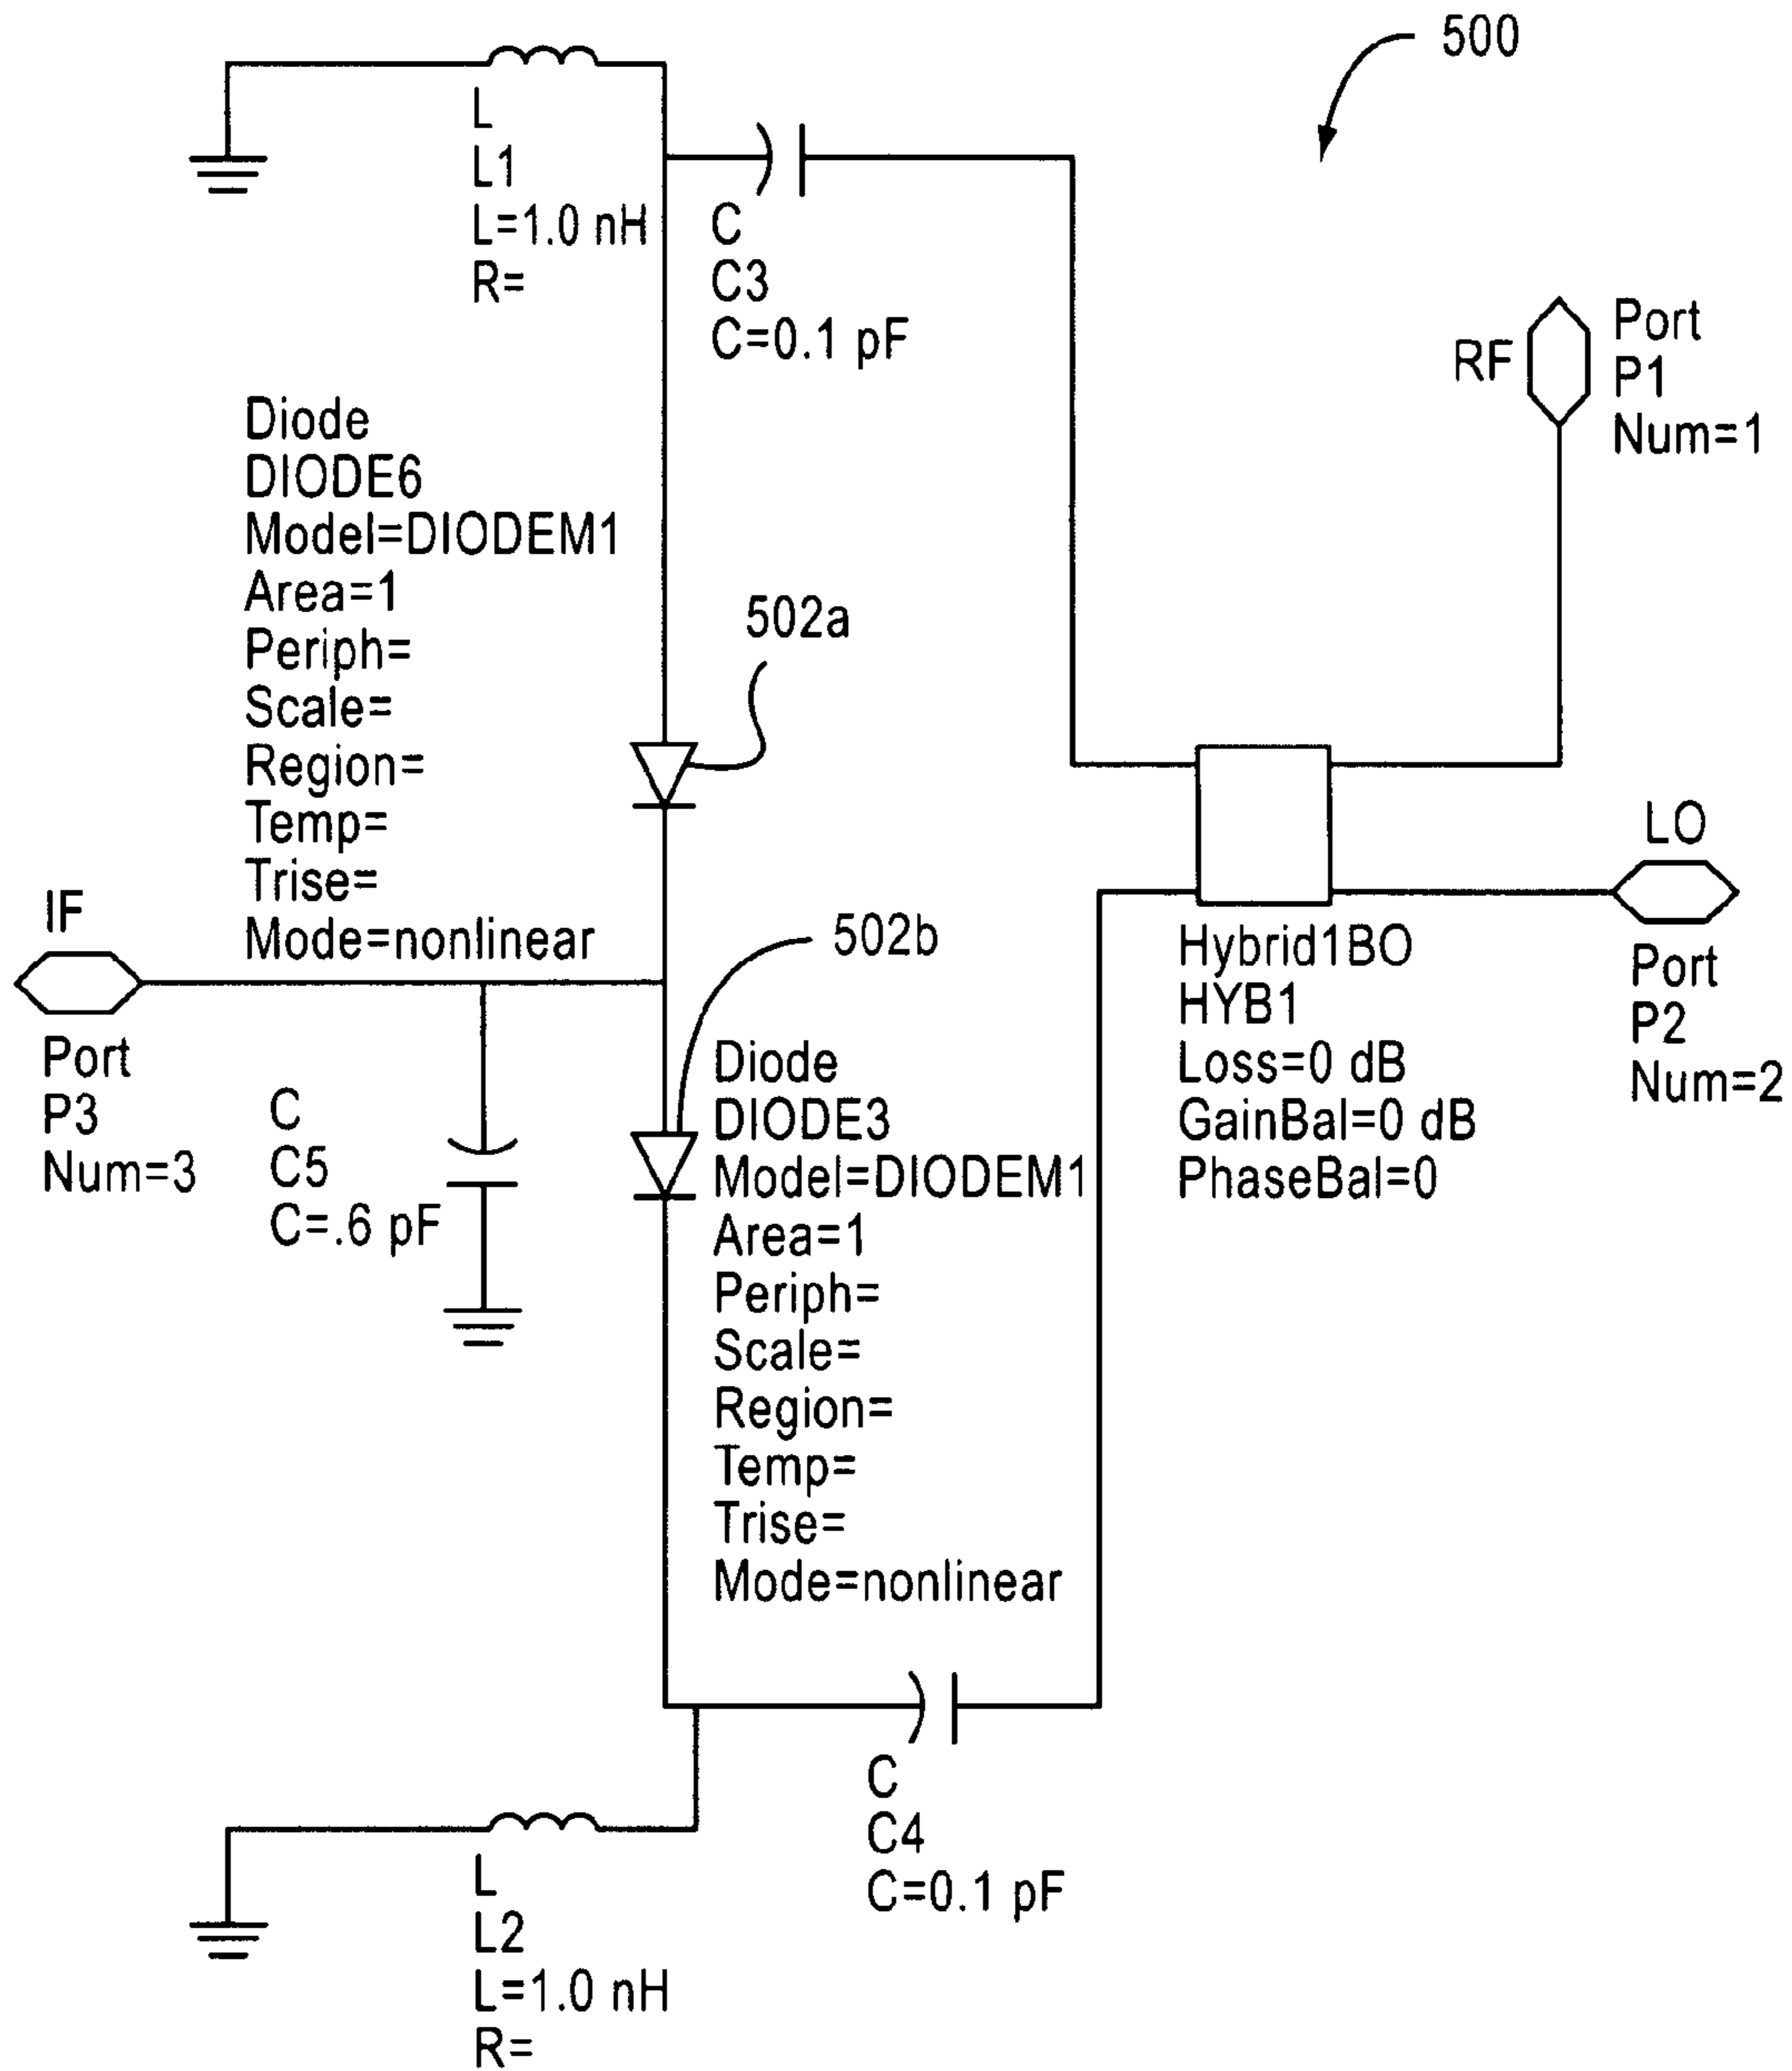 500
L
L1
L=1.0 nH
R=
C
C3
C=0.1 pF
RF
Port
P1
Num=1
Diode
DIODE6
Model=DIODEM1
Area=1
Periph=
Scale=
Region=
Temp=
Trise=
Mode=nonlinear
502a
LO
Port
P2
Num=2
Hybrid1BO
HYB1
Loss=0 dB
GainBal=0 dB
PhaseBal=0
IF
Port
P3
Num=3
C
C5
C=.6 pF
502b
Diode
DIODE3
Model=DIODEM1
Area=1
Periph=
Scale=
Region=
Temp=
Trise=
Mode=nonlinear
C
C4
C=0.1 pF
L
L2
L=1.0 nH
R=